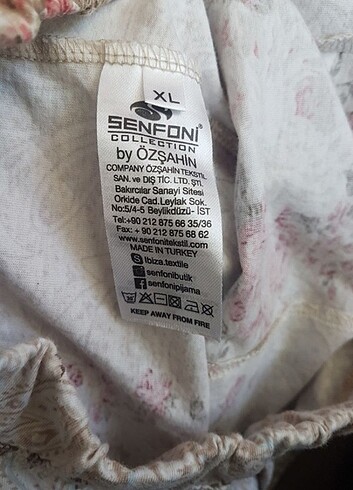 XL
SENFONI
COLLECTION
by ÖZŞAHİN
COMPANY ÖZŞAHİN TEKSTİL
SAN. ve DIŞ TİC. LTD. ŞTİ.
Bakırcılar Sanayi Sitesi
Orkide Cad. Leylak Sok.
No:5/4-5 Beylikdüzü- İST
Tel:+90 212 875 66 35/36
Fax: + 90 212 875 68 62
www.senfonitekstil.com
MADE IN TURKEY
Ibiza.textile
senfonibutik
senfonipijama
KEEP AWAY FROM FIRE